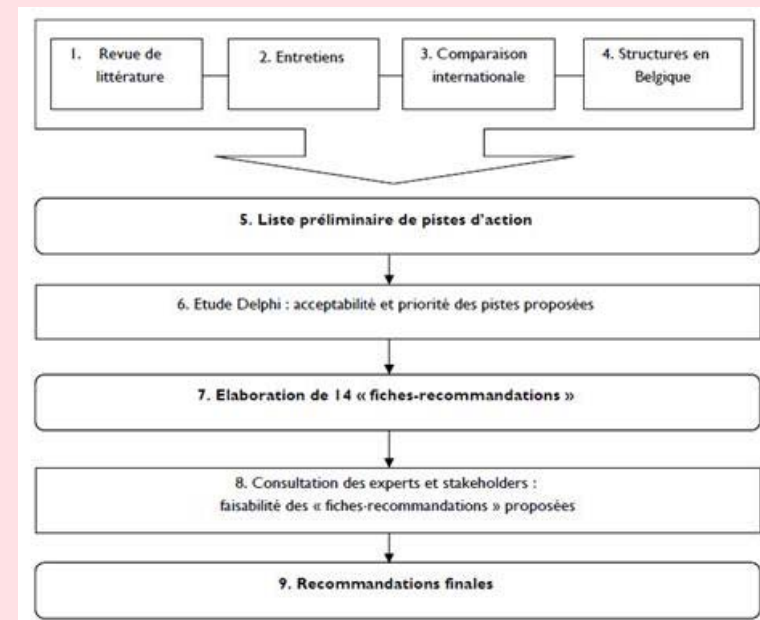 1. Revue de
littérature
2. Entretiens
3. Comparaison
internationale
4. Structures en
Belgique
5. Liste préliminaire de pistes d'action
6. Etude Delphi : acceptabilité et priorité des pistes proposées
7. Elaboration de 14 « fiches-recommandations »
8. Consultation des experts et stakeholders :
faisabilité des « fiches-recommandations » proposées
9. Recommandations finales